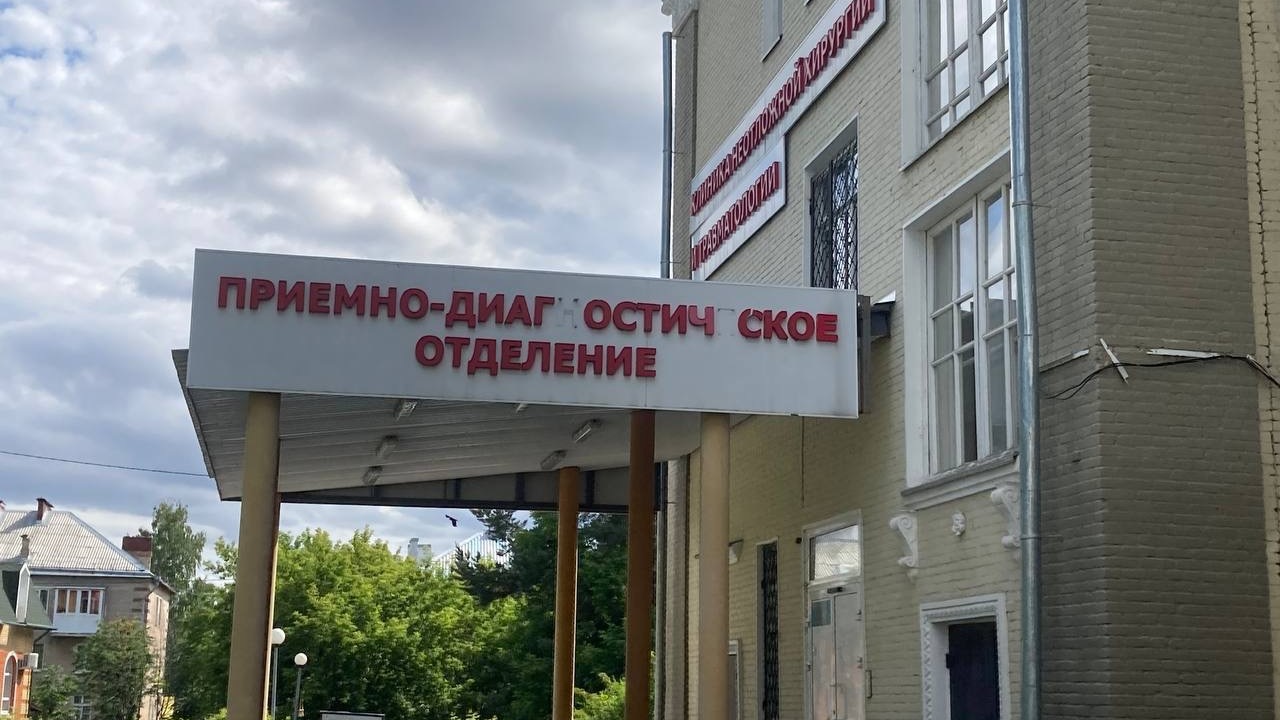 КЛИНИКА НЕОТЛОЖНОЙ ХИРУРГИИ
И ТРАВМАТОЛОГИИ
ПРИЕМНО-ДИАГ ОСТИЧ СКОЕ
ОТДЕЛЕНИЕ